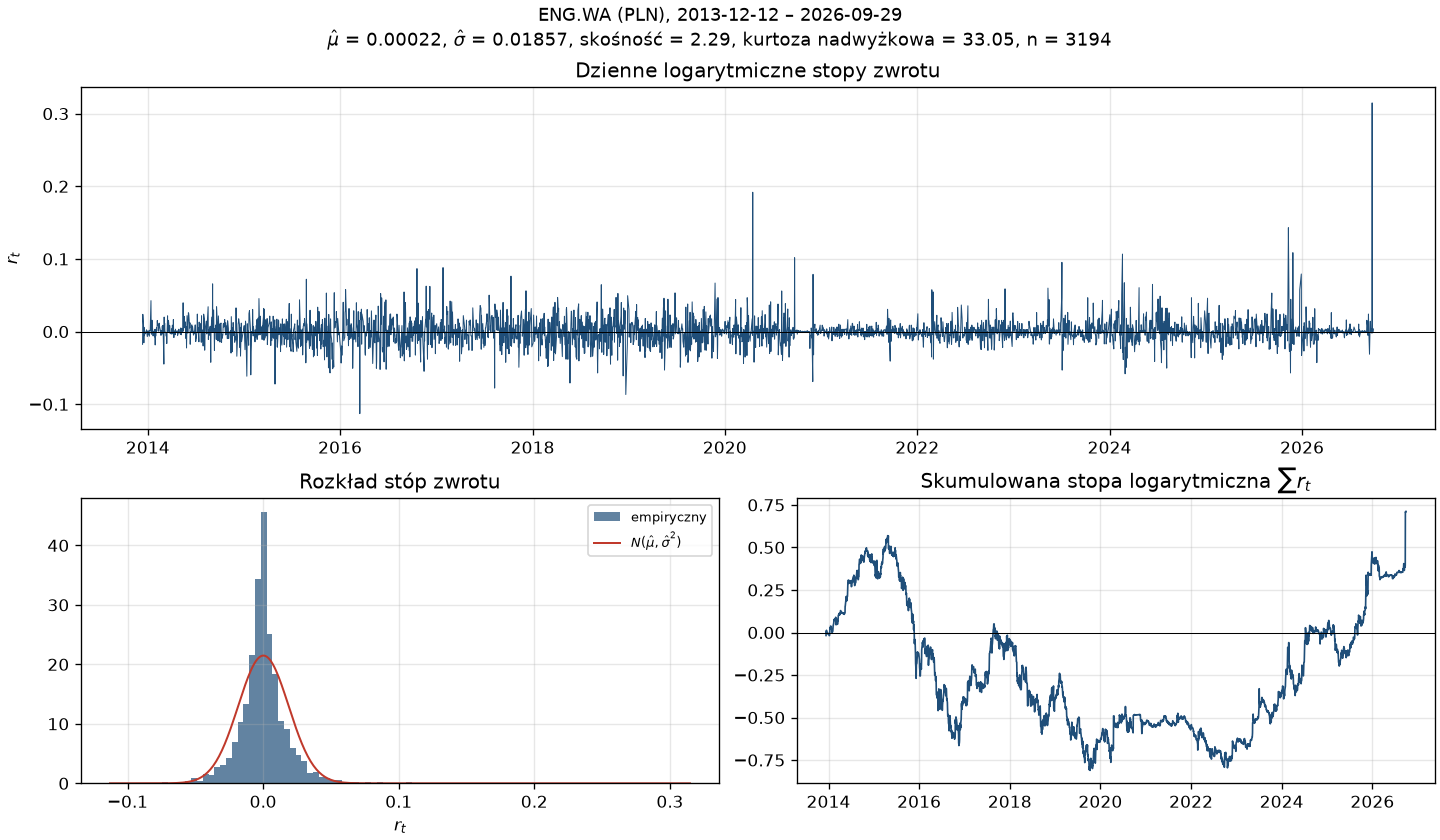 ENG.WA (PLN), 2013-12-12 – 2026-09-29
μ̂ = 0.00022, σ̂ = 0.01857, skośność = 2.29, kurtoza nadwyżkowa = 33.05, n = 3194
Dzienne logarytmiczne stopy zwrotu
r_t
0.3
0.2
0.1
0.0
−0.1
2014 2016 2018 2020 2022 2024 2026
Rozkład stóp zwrotu
empiryczny
N(μ̂, σ̂²)
40
30
20
10
0
−0.1 0.0 0.1 0.2 0.3
r_t
Skumulowana stopa logarytmiczna ∑r_t
0.75
0.50
0.25
0.00
−0.25
−0.50
−0.75
2014 2016 2018 2020 2022 2024 2026